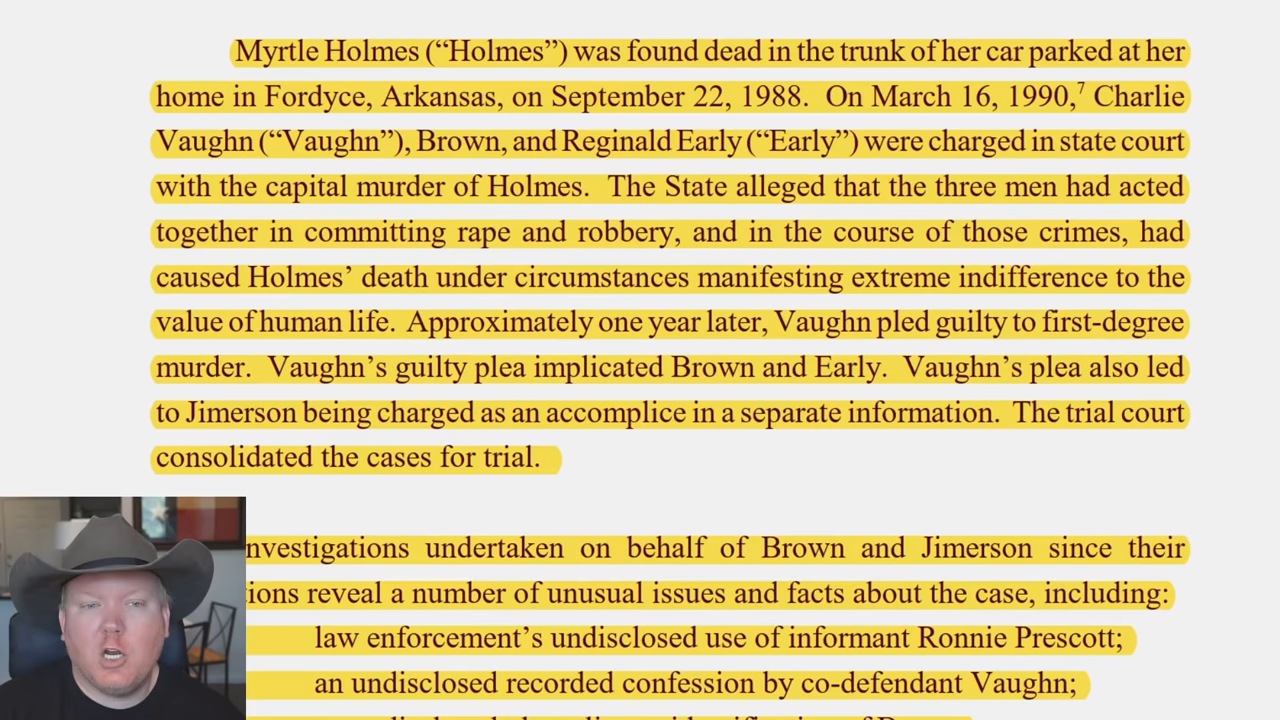 Myrtle Holmes (“Holmes”) was found dead in the trunk of her car parked at her
home in Fordyce, Arkansas, on September 22, 1988. On March 16, 1990,⁷ Charlie
Vaughn (“Vaughn”), Brown, and Reginald Early (“Early”) were charged in state court
with the capital murder of Holmes. The State alleged that the three men had acted
together in committing rape and robbery, and in the course of those crimes, had
caused Holmes’ death under circumstances manifesting extreme indifference to the
value of human life. Approximately one year later, Vaughn pled guilty to first-degree
murder. Vaughn’s guilty plea implicated Brown and Early. Vaughn’s plea also led
to Jimerson being charged as an accomplice in a separate information. The trial court
consolidated the cases for trial.
nvestigations undertaken on behalf of Brown and Jimerson since their
tions reveal a number of unusual issues and facts about the case, including:
law enforcement’s undisclosed use of informant Ronnie Prescott;
an undisclosed recorded confession by co-defendant Vaughn;